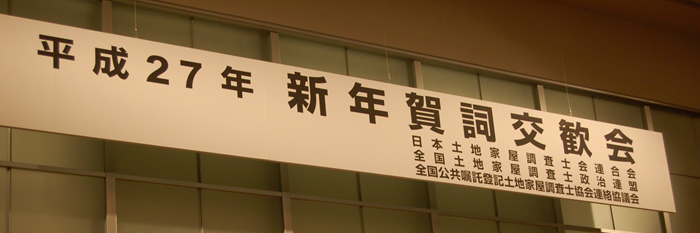 平成27年 新年賀詞交歓会
日本土地家屋調査士会連合会
全国土地家屋調査士政治連盟
全国公共嘱託登記土地家屋調査士協会連絡協議会